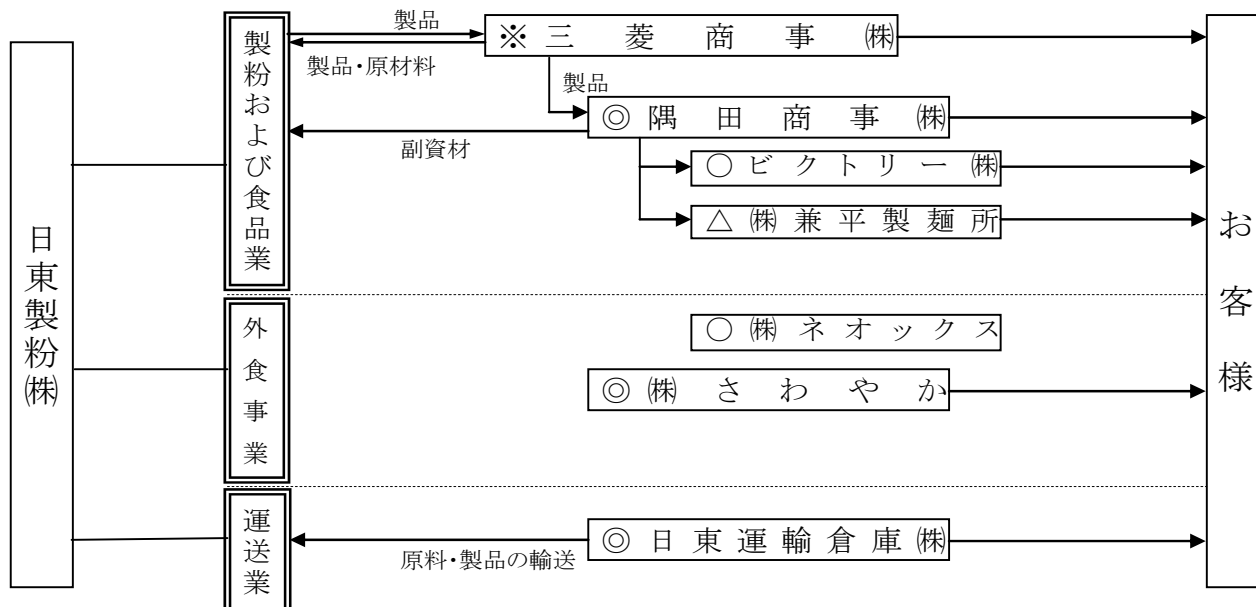 日東製粉㈱
製粉および食品業
製品
製品・原材料
※三菱商事㈱
製品
◎隅田商事㈱
副資材
○ビクトリー㈱
△㈱兼平製麺所
外食事業
○㈱ネオックス
◎㈱さわやか
運送業
原料・製品の輸送
◎日東運輸倉庫㈱
お客様